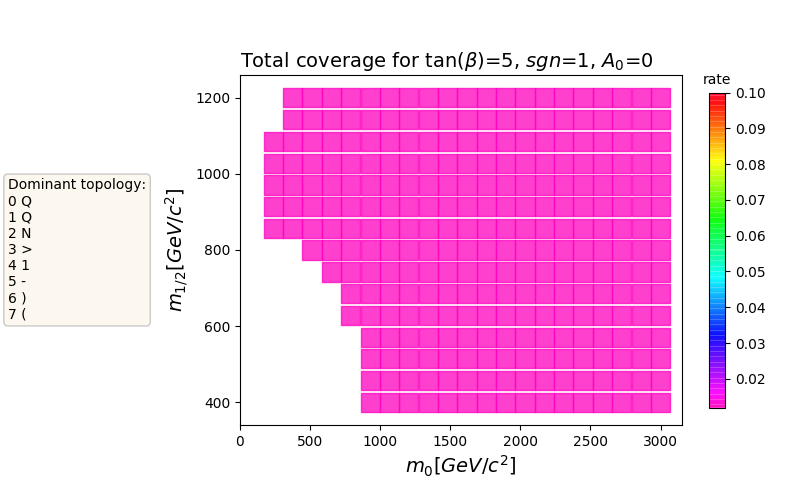 Total coverage for tan(β)=5, sgn=1, A₀=0
rate
Dominant topology:
0 Q
1 Q
2 N
3 >
4 1
5 -
6 )
7 (
m₁/₂[GeV/c²]
1200
1000
800
600
400
0 500 1000 1500 2000 2500 3000
m₀[GeV/c²]
0.10
0.09
0.08
0.07
0.06
0.05
0.04
0.03
0.02